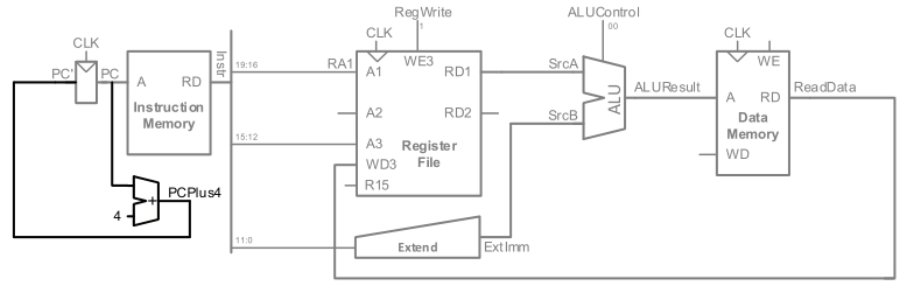 RegWrite
1
ALUControl
00
CLK
PC'
PC
A
RD
Instruction
Memory
Instr
19:16
15:12
11:0
RA1
CLK
WE3
A1
RD1
A2
RD2
A3
WD3
R15
Register
File
SrcA
SrcB
ALU
ALUResult
CLK
WE
A
RD
Data
Memory
WD
ReadData
PCPlus4
4
+
Extend
ExtImm